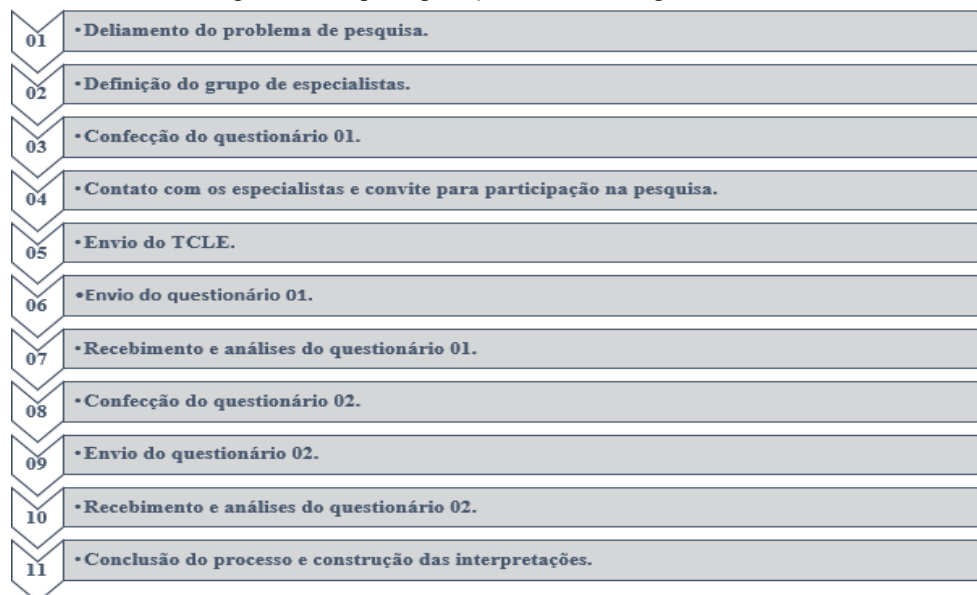 01 •Deliamento do problema de pesquisa.
02 •Definição do grupo de especialistas.
03 •Confecção do questionário 01.
04 •Contato com os especialistas e convite para participação na pesquisa.
05 •Envio do TCLE.
06 •Envio do questionário 01.
07 •Recebimento e análises do questionário 01.
08 •Confecção do questionário 02.
09 •Envio do questionário 02.
10 •Recebimento e análises do questionário 02.
11 •Conclusão do processo e construção das interpretações.